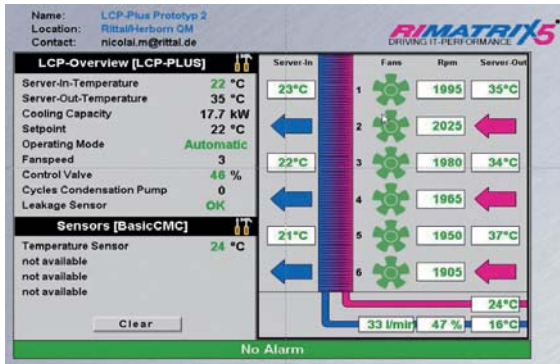 Name: LCP-Plus Prototyp 2
Location: Rittal/Herborn QM
Contact: nicolai.m@rittal.de
RIMATRIX5
DRIVING IT-PERFORMANCE
LCP-Overview [LCP-PLUS]
Server-In-Temperature 22 °C
Server-Out-Temperature 35 °C
Cooling Capacity 17.7 kW
Setpoint 22 °C
Operating Mode Automatic
Fanspeed 3
Control Valve 46 %
Cycles Condensation Pump 0
Leakage Sensor OK
Sensors [BasicCMC]
Temperature Sensor 24 °C
not available
not available
not available
Clear
Server-In Fans Rpm Server-Out
23°C 1 1995 35°C
2 2025
22°C 3 1980 34°C
4 1965
21°C 5 1950 37°C
6 1905
24°C
33 l/min 47 % 16°C
No Alarm